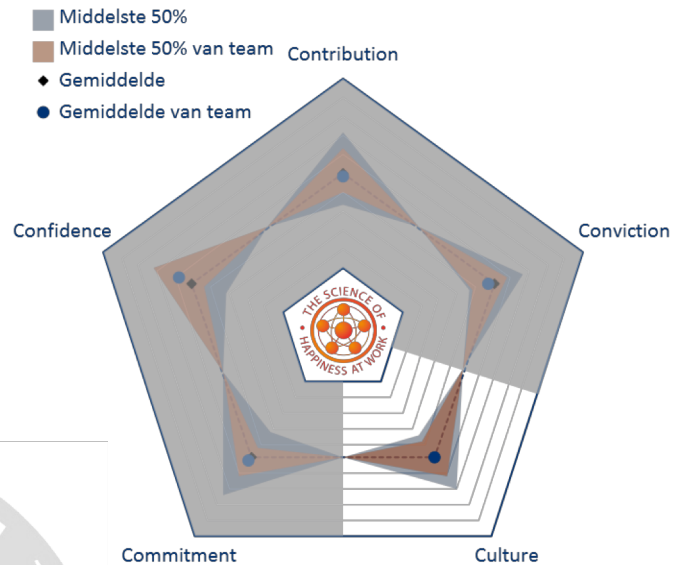 Middelste 50%
Middelste 50% van team
Gemiddelde
Gemiddelde van team
Contribution
Confidence
Conviction
THE SCIENCE OF
HAPPINESS AT WORK
Commitment
Culture